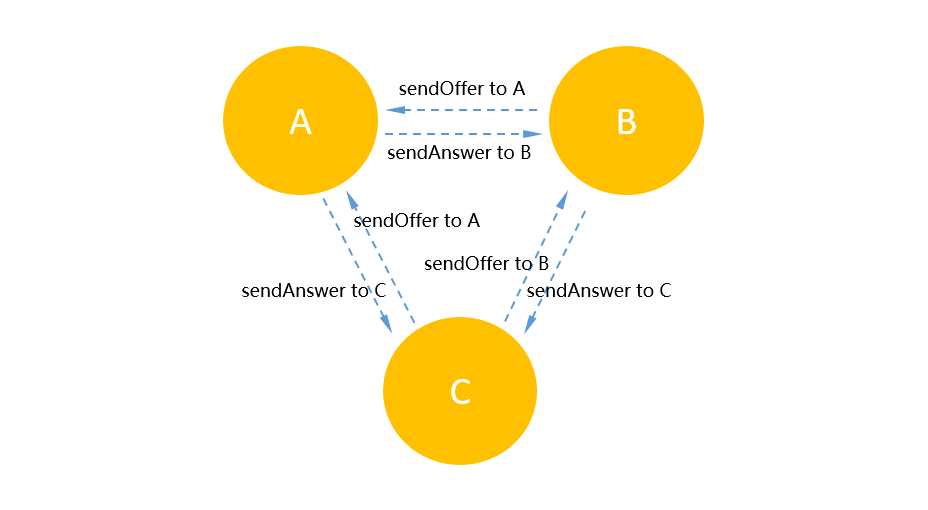 sendOffer to A
A
B
sendAnswer to B
sendOffer to A
sendOffer to B
sendAnswer to C
sendAnswer to C
C